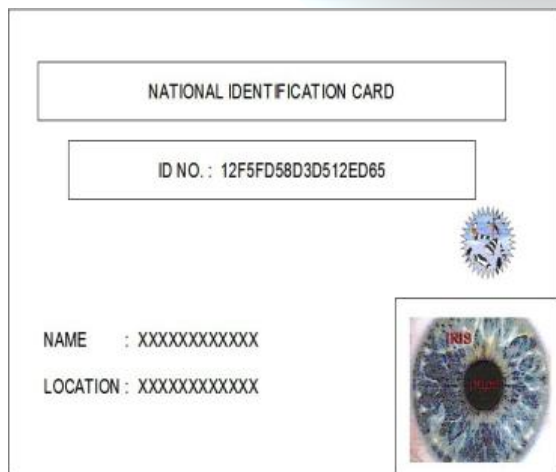 NATIONAL IDENTIFICATION CARD
ID NO. : 12F5FD58D3D512ED65
NAME : XXXXXXXXXXXX
LOCATION : XXXXXXXXXXXX
IRIS